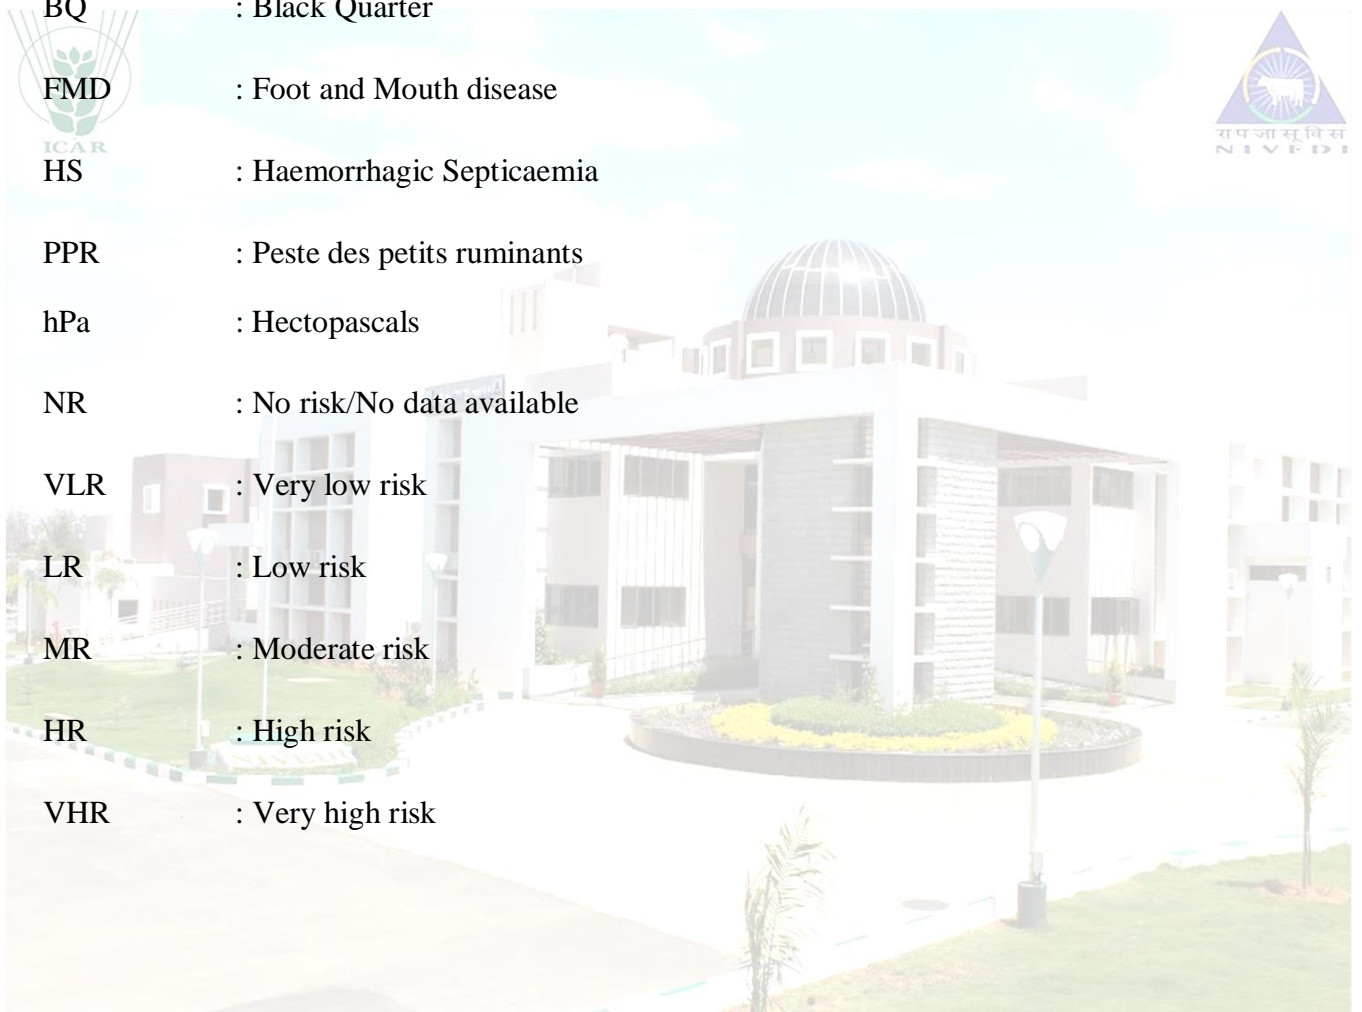 BQ : Black Quarter
FMD : Foot and Mouth disease
ICAR
रापजासूविसं
NIVEDI
HS : Haemorrhagic Septicaemia
PPR : Peste des petits ruminants
hPa : Hectopascals
NR : No risk/No data available
VLR : Very low risk
LR : Low risk
MR : Moderate risk
HR : High risk
NIVEDI
VHR : Very high risk